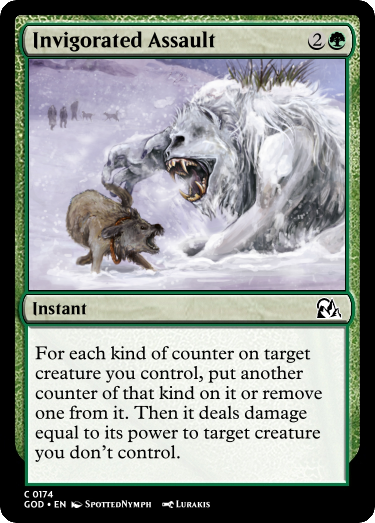 Invigorated Assault 2
Instant
For each kind of counter on target
creature you control, put another
counter of that kind on it or remove
one from it. Then it deals damage
equal to its power to target creature
you don't control.
C 0174
GOD • EN SpottedNymph Lurakis